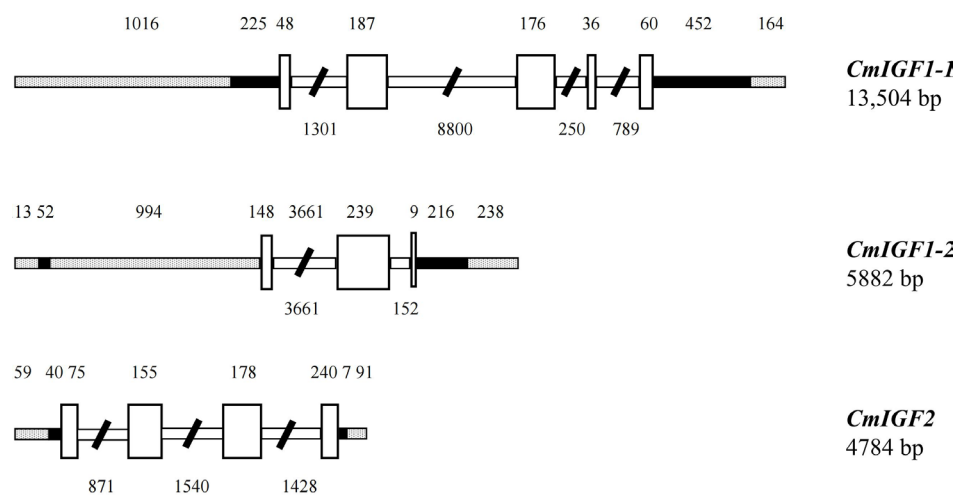 1016 225 48 187 176 36 60 452 164
CmIGF1-1
13,504 bp
1301 8800 250 789
13 52 994 148 3661 239 9 216 238
CmIGF1-2
5882 bp
3661 152
59 40 75 155 178 240 7 91
CmIGF2
4784 bp
871 1540 1428